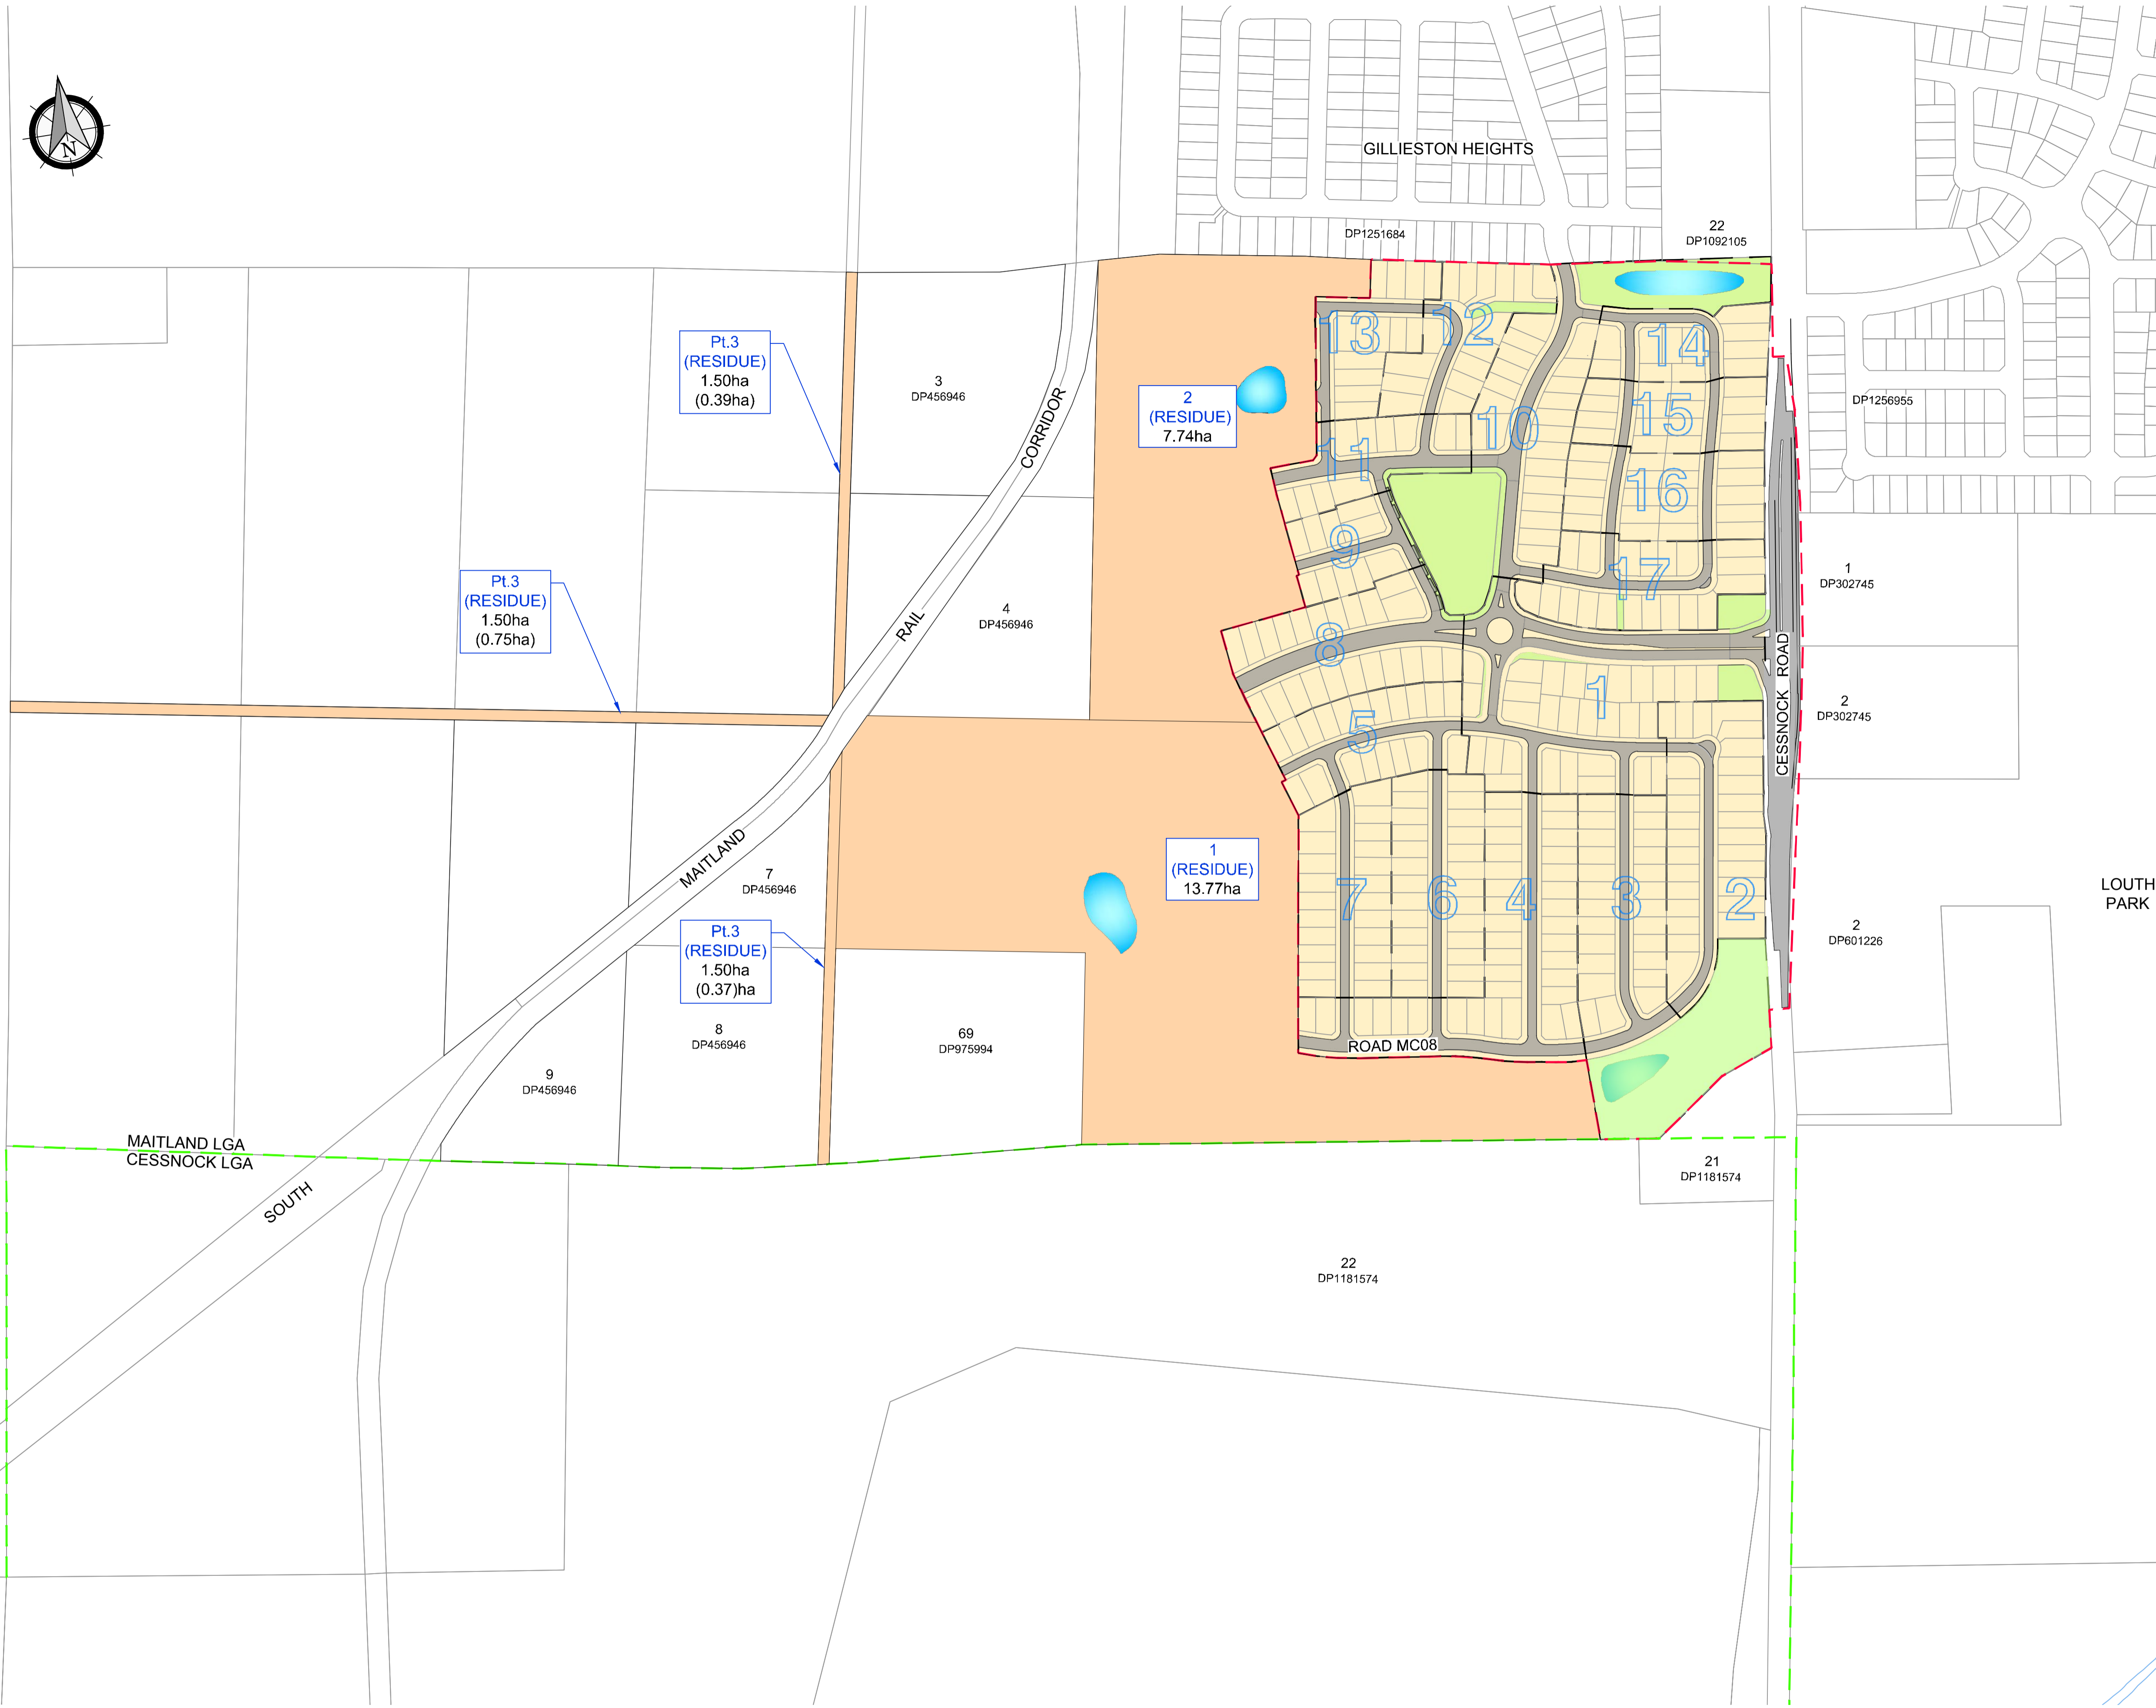 N
GILLIESTON HEIGHTS
DP1251684
22
DP1092105
Pt.3
(RESIDUE)
1.50ha
(0.39ha)
3
DP456946
CORRIDOR
2
(RESIDUE)
7.74ha
13
12
14
15
10
11
16
9
17
DP1256955
Pt.3
(RESIDUE)
1.50ha
(0.75ha)
4
DP456946
RAIL
8
1
5
1
DP302745
CESSNOCK ROAD
2
DP302745
MAITLAND
7
DP456946
1
(RESIDUE)
13.77ha
7
6
4
3
2
LOUTH
PARK
2
DP601226
Pt.3
(RESIDUE)
1.50ha
(0.37)ha
8
DP456946
69
DP975994
ROAD MC08
9
DP456946
MAITLAND LGA
CESSNOCK LGA
SOUTH
21
DP1181574
22
DP1181574